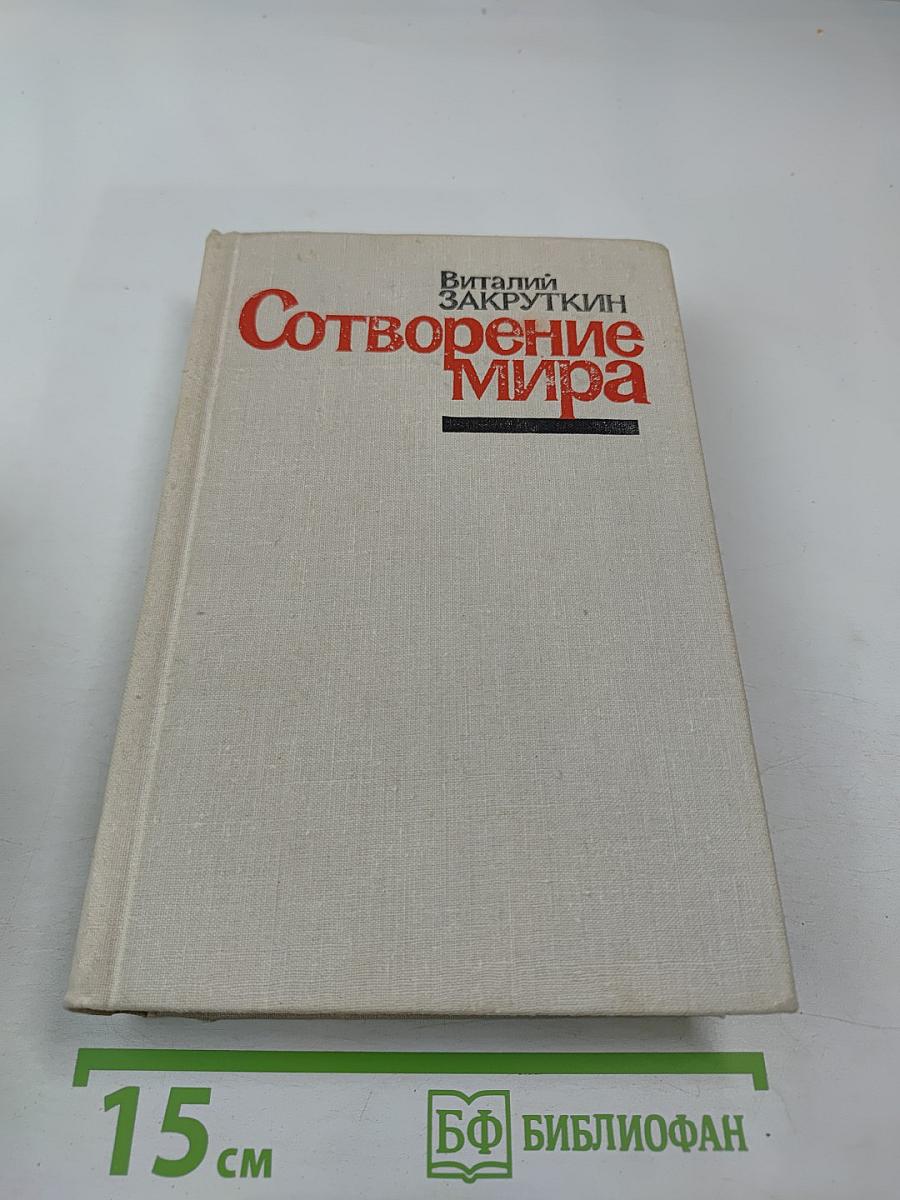 Виталий
ЗАКРУТКИН
Сотворение
мира
15 см
БФ БИБЛИОФАН